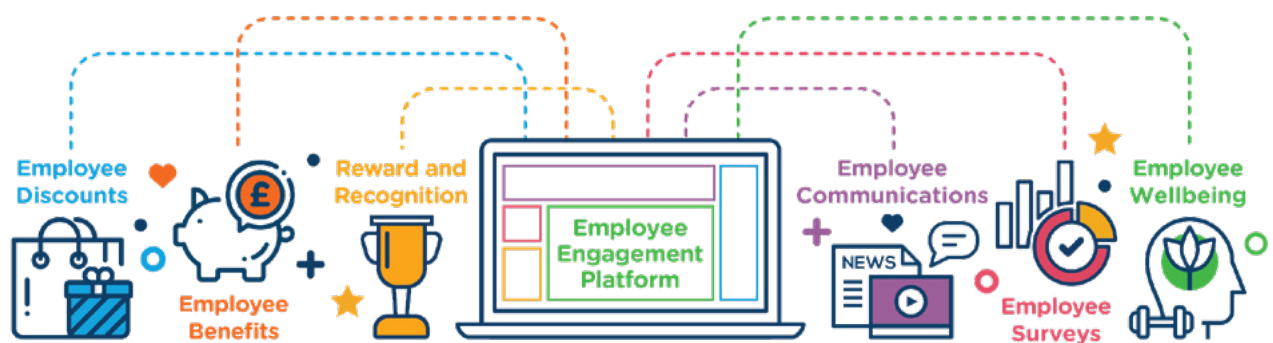 Employee
Discounts
£
Employee
Benefits
Reward and
Recognition
Employee
Engagement
Platform
Employee
Communications
NEWS
Employee
Surveys
Employee
Wellbeing